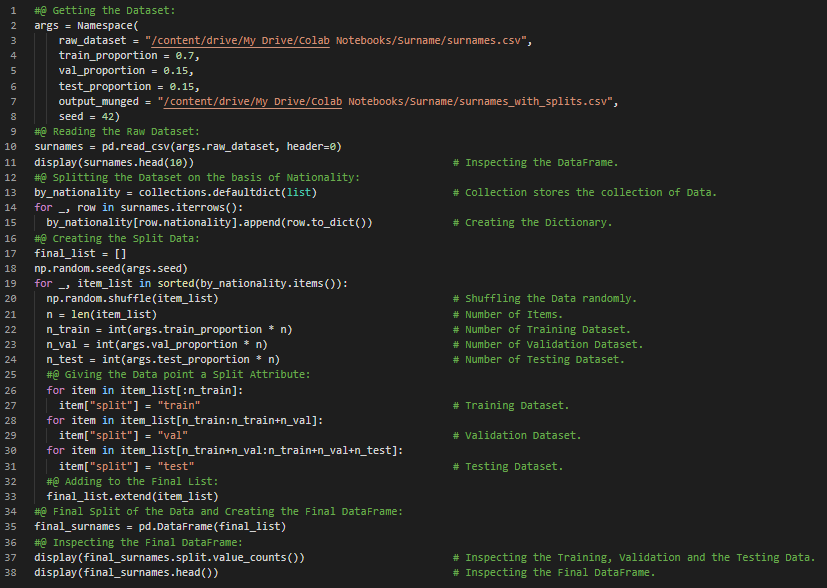 1 #@ Getting the Dataset:
2 args = Namespace(
3     raw_dataset = "/content/drive/My Drive/Colab Notebooks/Surname/surnames.csv",
4     train_proportion = 0.7,
5     val_proportion = 0.15,
6     test_proportion = 0.15,
7     output_munged = "/content/drive/My Drive/Colab Notebooks/Surname/surnames_with_splits.csv",
8     seed = 42)
9 #@ Reading the Raw Dataset:
10 surnames = pd.read_csv(args.raw_dataset, header=0)
11 display(surnames.head(10)) # Inspecting the DataFrame.
12 #@ Splitting the Dataset on the basis of Nationality:
13 by_nationality = collections.defaultdict(list) # Collection stores the collection of Data.
14 for _, row in surnames.iterrows():
15   by_nationality[row.nationality].append(row.to_dict()) # Creating the Dictionary.
16 #@ Creating the Split Data:
17 final_list = []
18 np.random.seed(args.seed)
19 for _, item_list in sorted(by_nationality.items()):
20   np.random.shuffle(item_list) # Shuffling the Data randomly.
21   n = len(item_list) # Number of Items.
22   n_train = int(args.train_proportion * n) # Number of Training Dataset.
23   n_val = int(args.val_proportion * n) # Number of Validation Dataset.
24   n_test = int(args.test_proportion * n) # Number of Testing Dataset.
25   #@ Giving the Data point a Split Attribute:
26   for item in item_list[:n_train]:
27     item["split"] = "train" # Training Dataset.
28   for item in item_list[n_train:n_train+n_val]:
29     item["split"] = "val" # Validation Dataset.
30   for item in item_list[n_train+n_val:n_train+n_val+n_test]:
31     item["split"] = "test" # Testing Dataset.
32   #@ Adding to the Final List:
33   final_list.extend(item_list)
34 #@ Final Split of the Data and Creating the Final DataFrame:
35 final_surnames = pd.DataFrame(final_list)
36 #@ Inspecting the Final DataFrame:
37 display(final_surnames.split.value_counts()) # Inspecting the Training, Validation and the Testing Data.
38 display(final_surnames.head()) # Inspecting the Final DataFrame.